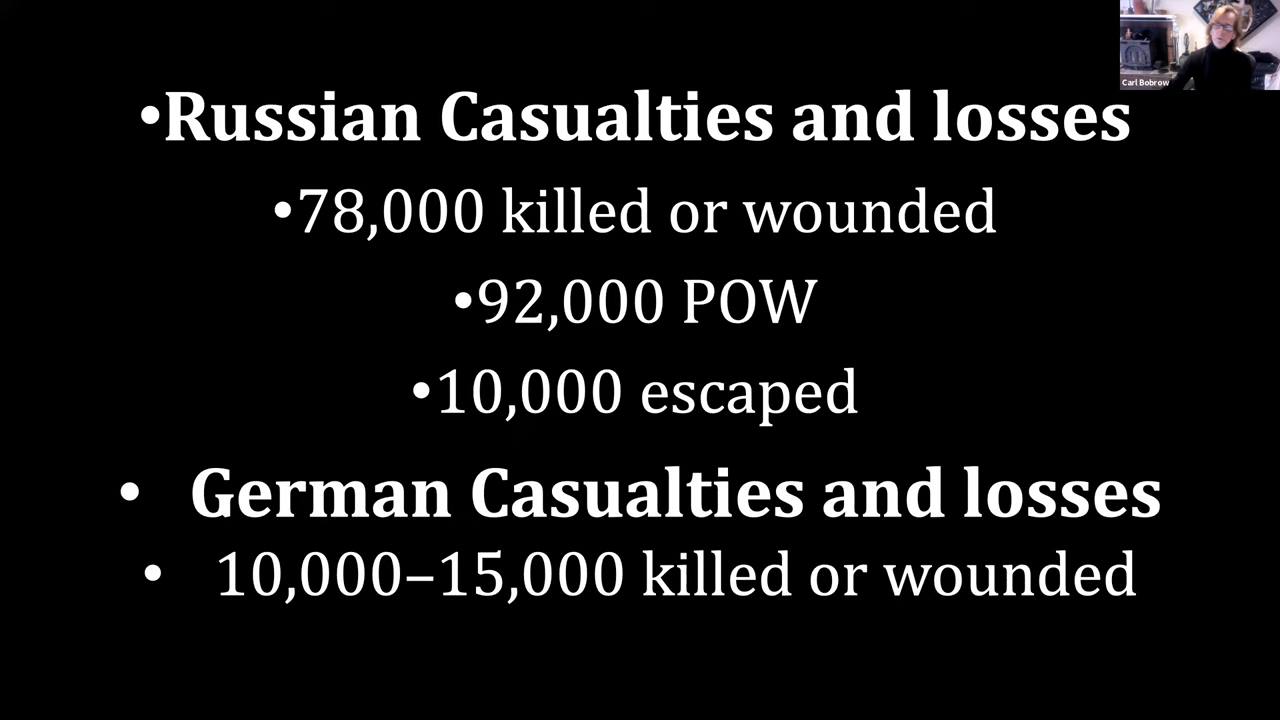 Carl Bobrow
•Russian Casualties and losses
•78,000 killed or wounded
•92,000 POW
•10,000 escaped
• German Casualties and losses
• 10,000–15,000 killed or wounded